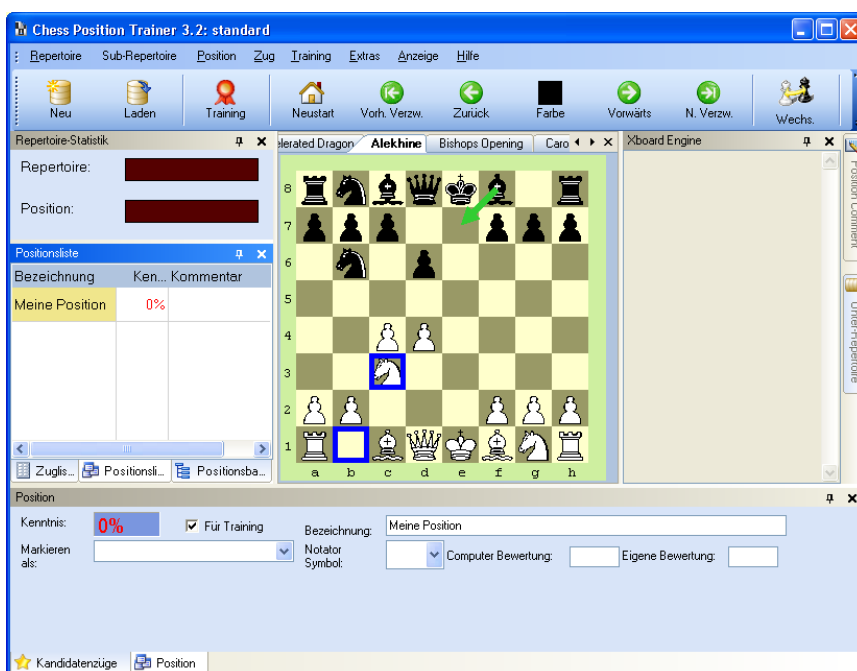 Chess Position Trainer 3.2: standard
Repertoire Sub-Repertoire Position Zug Training Extras Anzeige Hilfe
Neu Laden Training Neustart Vorh. Verzw. Zurück Farbe Vorwärts N. Verzw. Wechs.
Repertoire-Statistik
Repertoire:
Position:
Positionsliste
Bezeichnung Ken... Kommentar
Meine Position 0%
Zuglis... Positionsli... Positionsba...
lerated Dragon Alekhine Bishops Opening Caro
8
7
6
5
4
3
2
1
a b c d e f g h
Xboard Engine
Position Comment
Unter-Repertoire
Position
Kenntnis: 0% Für Training Bezeichnung: Meine Position
Markieren als: Notator Symbol: Computer Bewertung: Eigene Bewertung:
Kandidatenzüge Position